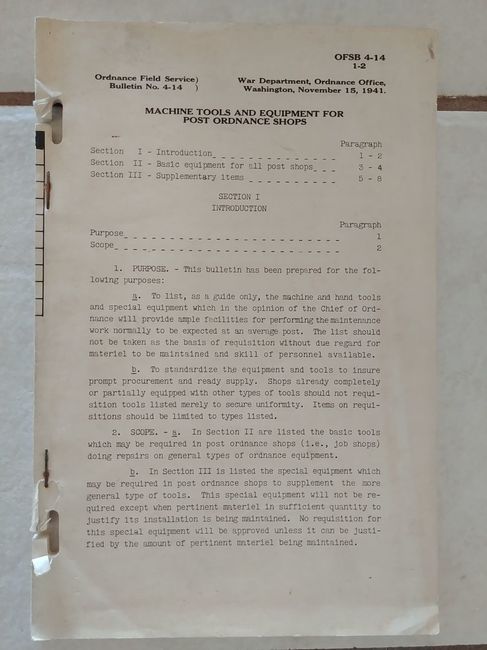 OFSB 4-14
1-2
Ordnance Field Service)
Bulletin No. 4-14 )
War Department, Ordnance Office,
Washington, November 15, 1941.
MACHINE TOOLS AND EQUIPMENT FOR
POST ORDNANCE SHOPS
Paragraph
Section I - Introduction_ _ _ _ _ _ _ _ _ _ _ _ _ _ 1 - 2
Section II - Basic equipment for all post shops_ _ _ 3 - 4
Section III - Supplementary items _ _ _ _ _ _ _ _ _ _ 5 - 8
SECTION I
INTRODUCTION
Paragraph
Purpose_ _ _ _ _ _ _ _ _ _ _ _ _ _ _ _ _ _ _ _ _ _ _ _ 1
Scope_ _ _ _ _ _ _ _ _ _ _ _ _ _ _ _ _ _ _ _ _ _ _ _ _ 2
1. PURPOSE. - This bulletin has been prepared for the fol-
lowing purposes:
a. To list, as a guide only, the machine and hand tools
and special equipment which in the opinion of the Chief of Ord-
nance will provide ample facilities for performing the maintenance
work normally to be expected at an average post. The list should
not be taken as the basis of requisition without due regard for
materiel to be maintained and skill of personnel available.
b. To standardize the equipment and tools to insure
prompt procurement and ready supply. Shops already completely
or partially equipped with other types of tools should not requi-
sition tools listed merely to secure uniformity. Items on requi-
sitions should be limited to types listed.
2. SCOPE. - a. In Section II are listed the basic tools
which may be required in post ordnance shops (i.e., job shops)
doing repairs on general types of ordnance equipment.
b. In Section III is listed the special equipment which
may be required in post ordnance shops to supplement the more
general type of tools. This special equipment will not be re-
quired except when pertinent materiel in sufficient quantity to
justify its installation is being maintained. No requisition for
this special equipment will be approved unless it can be justi-
fied by the amount of pertinent materiel being maintained.